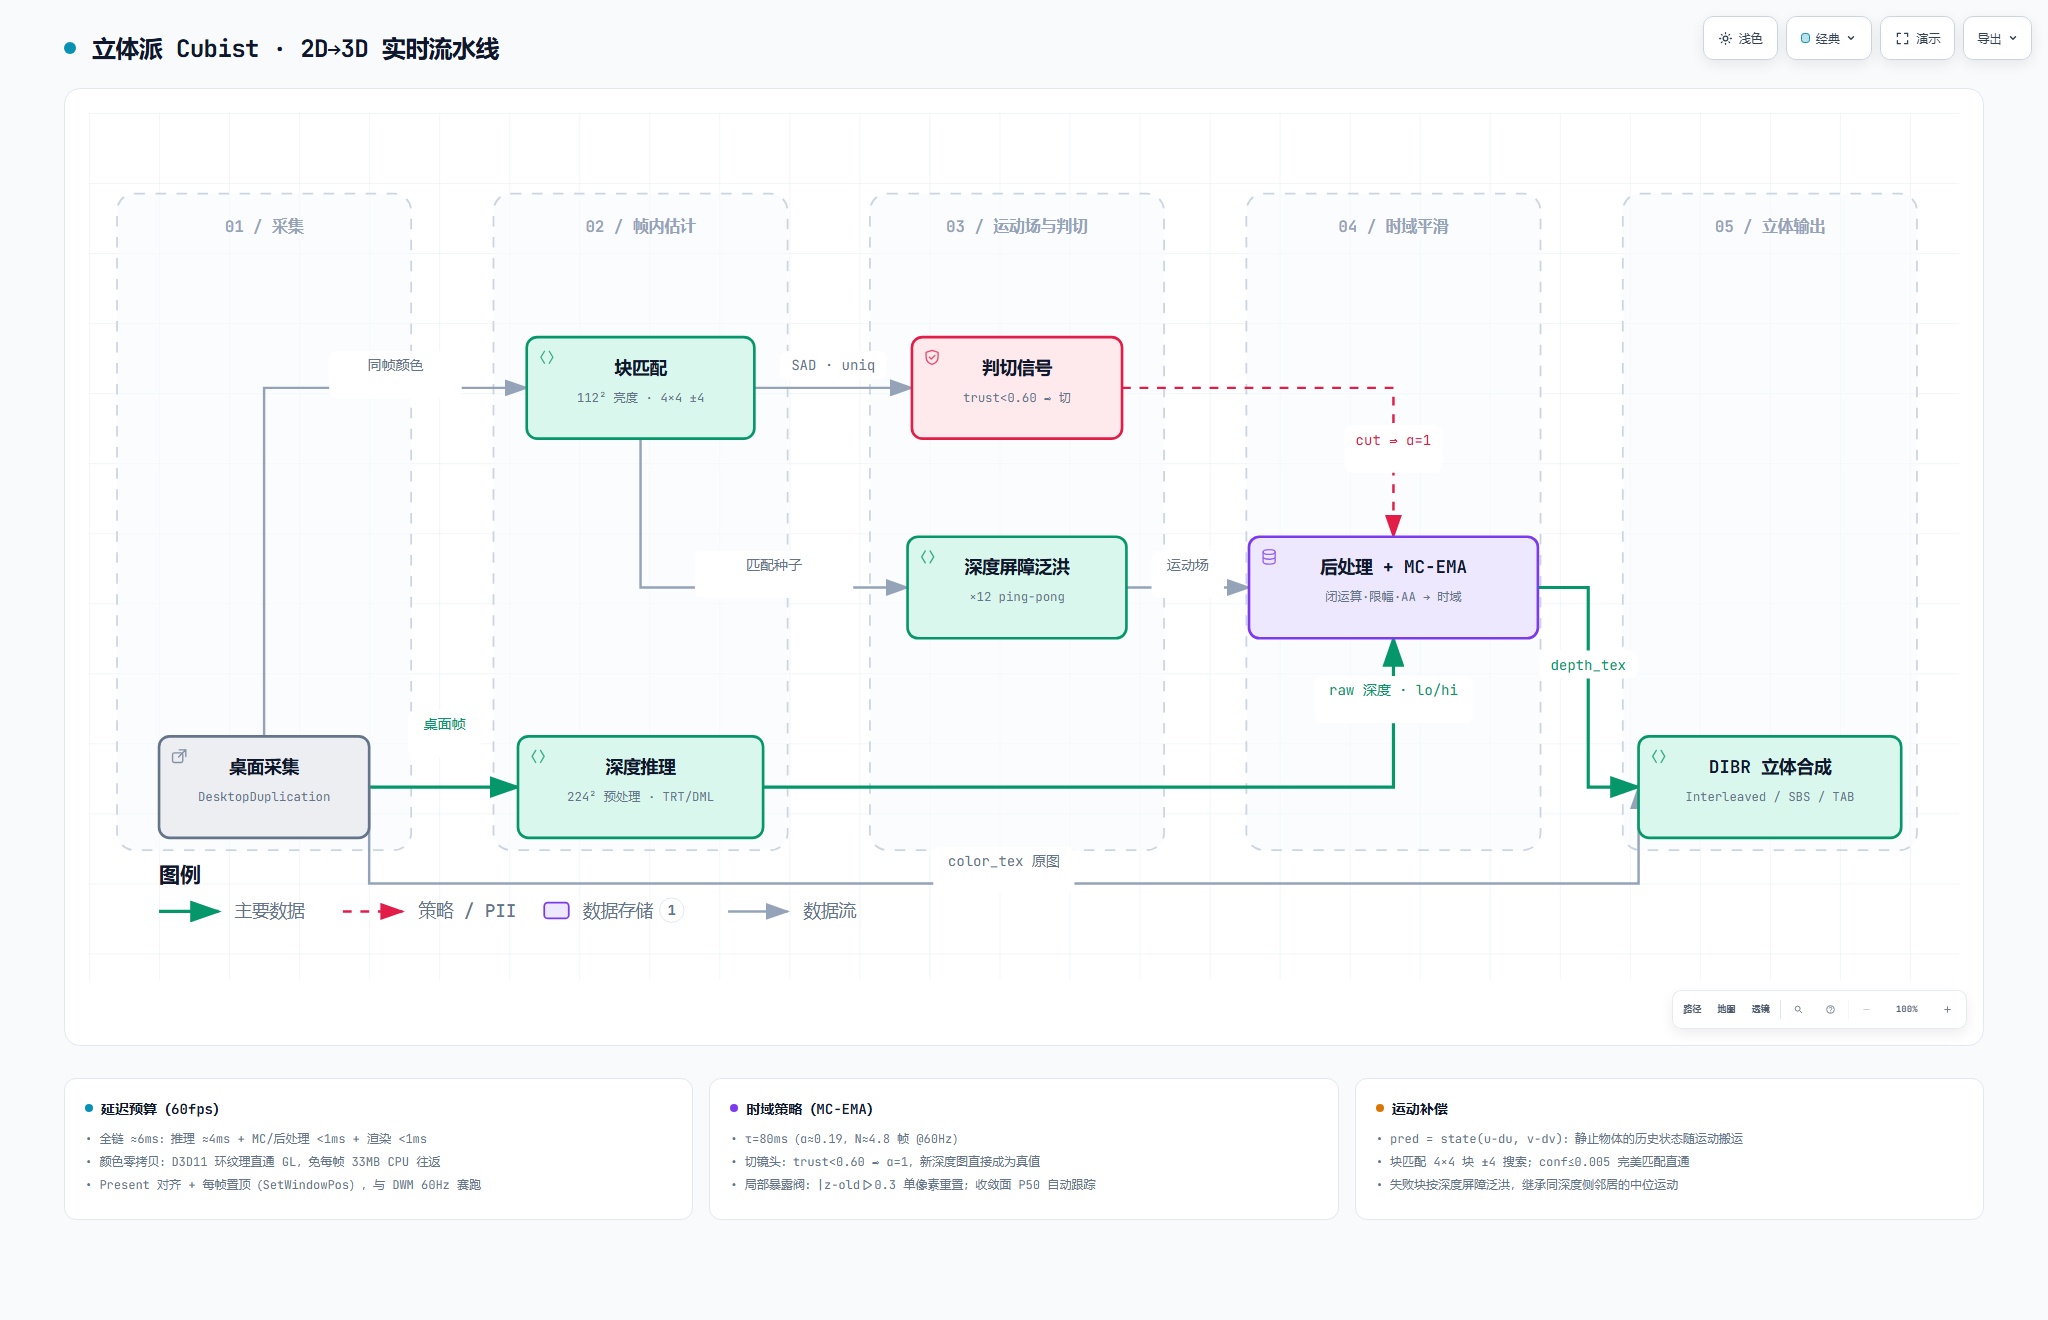 立体派 Cubist · 2D→3D 实时流水线
浅色
经典
演示
导出
01 / 采集
02 / 帧内估计
03 / 运动场与判切
04 / 时域平滑
05 / 立体输出
同帧颜色
块匹配
112² 亮度 · 4×4 ±4
SAD · uniq
判切信号
trust<0.60 ⇒ 切
cut ⇒ α=1
匹配种子
深度屏障泛洪
×12 ping-pong
运动场
后处理 + MC-EMA
闭运算·限幅·AA → 时域
depth_tex
raw 深度 · lo/hi
桌面帧
桌面采集
DesktopDuplication
深度推理
224² 预处理 · TRT/DML
DIBR 立体合成
Interleaved / SBS / TAB
color_tex 原图
图例
主要数据
策略 / PII
数据存储 1
数据流
路径 地图 透镜 − 100% +
延迟预算 (60fps)
• 全链 ≈6ms: 推理 ≈4ms + MC/后处理 <1ms + 渲染 <1ms
• 颜色零拷贝: D3D11 环纹理直通 GL, 免每帧 33MB CPU 往返
• Present 对齐 + 每帧置顶 (SetWindowPos) , 与 DWM 60Hz 赛跑
时域策略 (MC-EMA)
• τ=80ms (α≈0.19, N≈4.8 帧 @60Hz)
• 切镜头: trust<0.60 ⇒ α=1, 新深度图直接成为真值
• 局部暴露阀: |z-old|>0.3 单像素重置; 收敛面 P50 自动跟踪
运动补偿
• pred = state(u-du, v-dv): 静止物体的历史状态随运动搬运
• 块匹配 4×4 块 ±4 搜索; conf≤0.005 完美匹配直通
• 失败块按深度屏障泛洪, 继承同深度侧邻居的中位运动